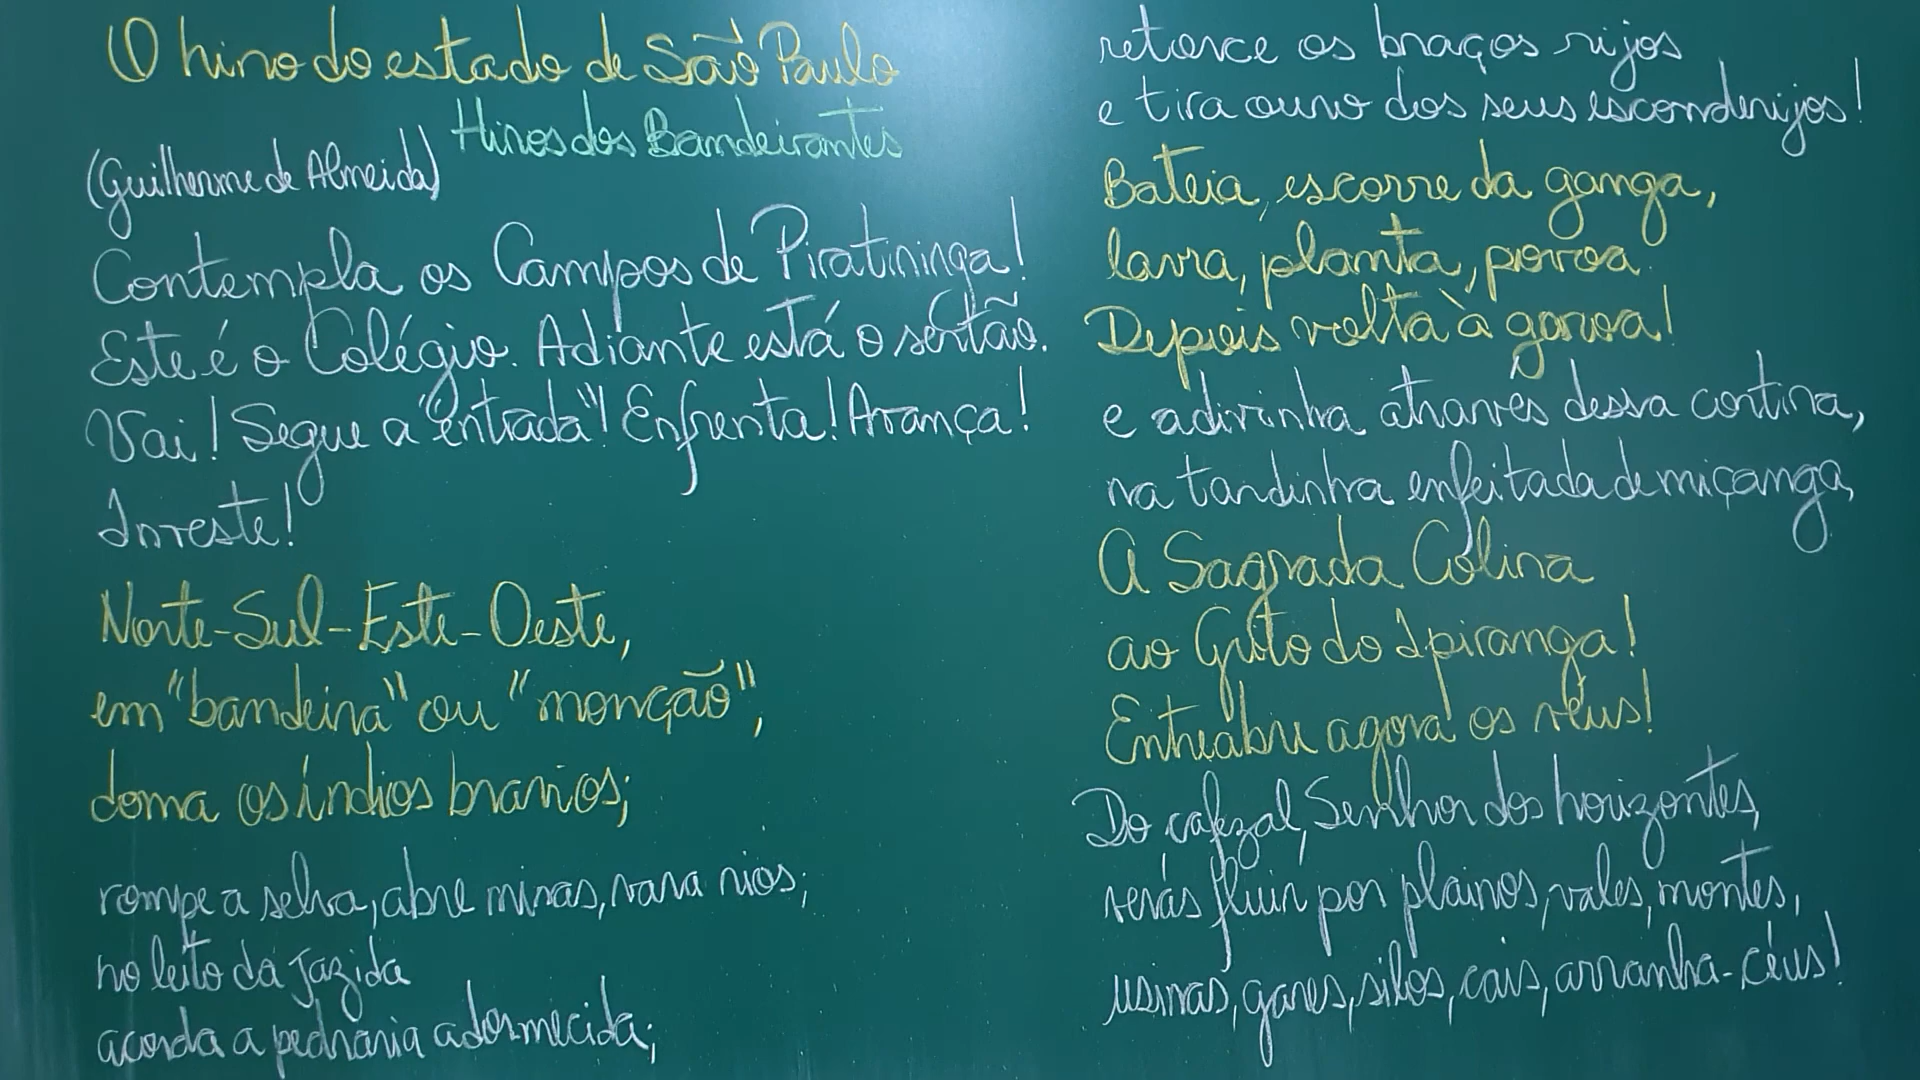 O hino do estado de São Paulo
Hinos dos Bandeirantes
(Guilherme de Almeida)
Contempla os Campos de Piratininga!
Este é o Colégio. Adiante está o sertão.
Vai! Segue a "entrada"! Enfrenta! Avança!
Investe!
Norte-Sul-Este-Oeste,
em "bandeira" ou "monção",
doma os índios bravios;
rompe a selva, abre minas, vara rios;
no leito da jazida
acorda a pedraria adormecida;
retorce os braços rijos
e tira ouro dos seus esconderijos!
Bateia, escorre da ganga,
lavra, planta, povoa.
Depois volta à garoa!
e adivinha através dessa cortina,
na tardinha enfeitada de miçanga,
A Sagrada Colina
ao Grito do Ipiranga!
Entreabre agora os véus!
Do cafezal, Senhor dos horizontes,
verás fluir por plainos, vales, montes,
usinas, gares, silos, cais, arranha-céus!